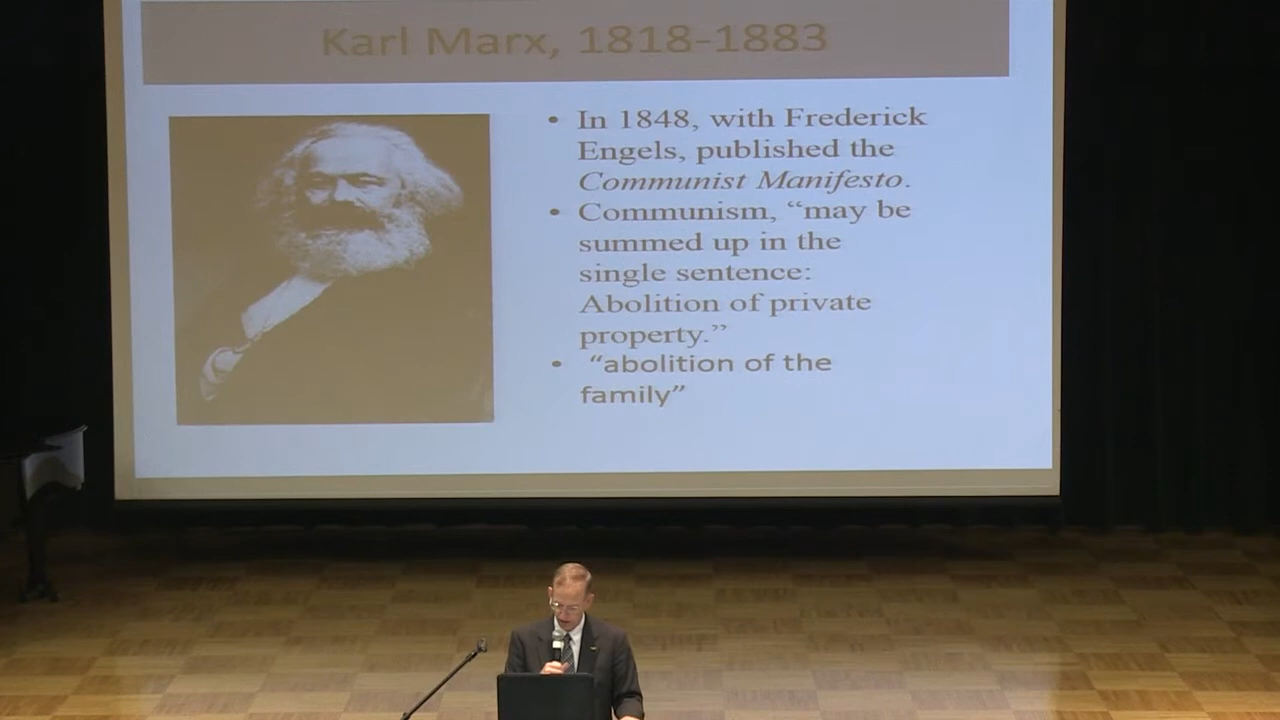 Karl Marx, 1818-1883
• In 1848, with Frederick
Engels, published the
Communist Manifesto.
• Communism, “may be
summed up in the
single sentence:
Abolition of private
property.”
• “abolition of the
family”